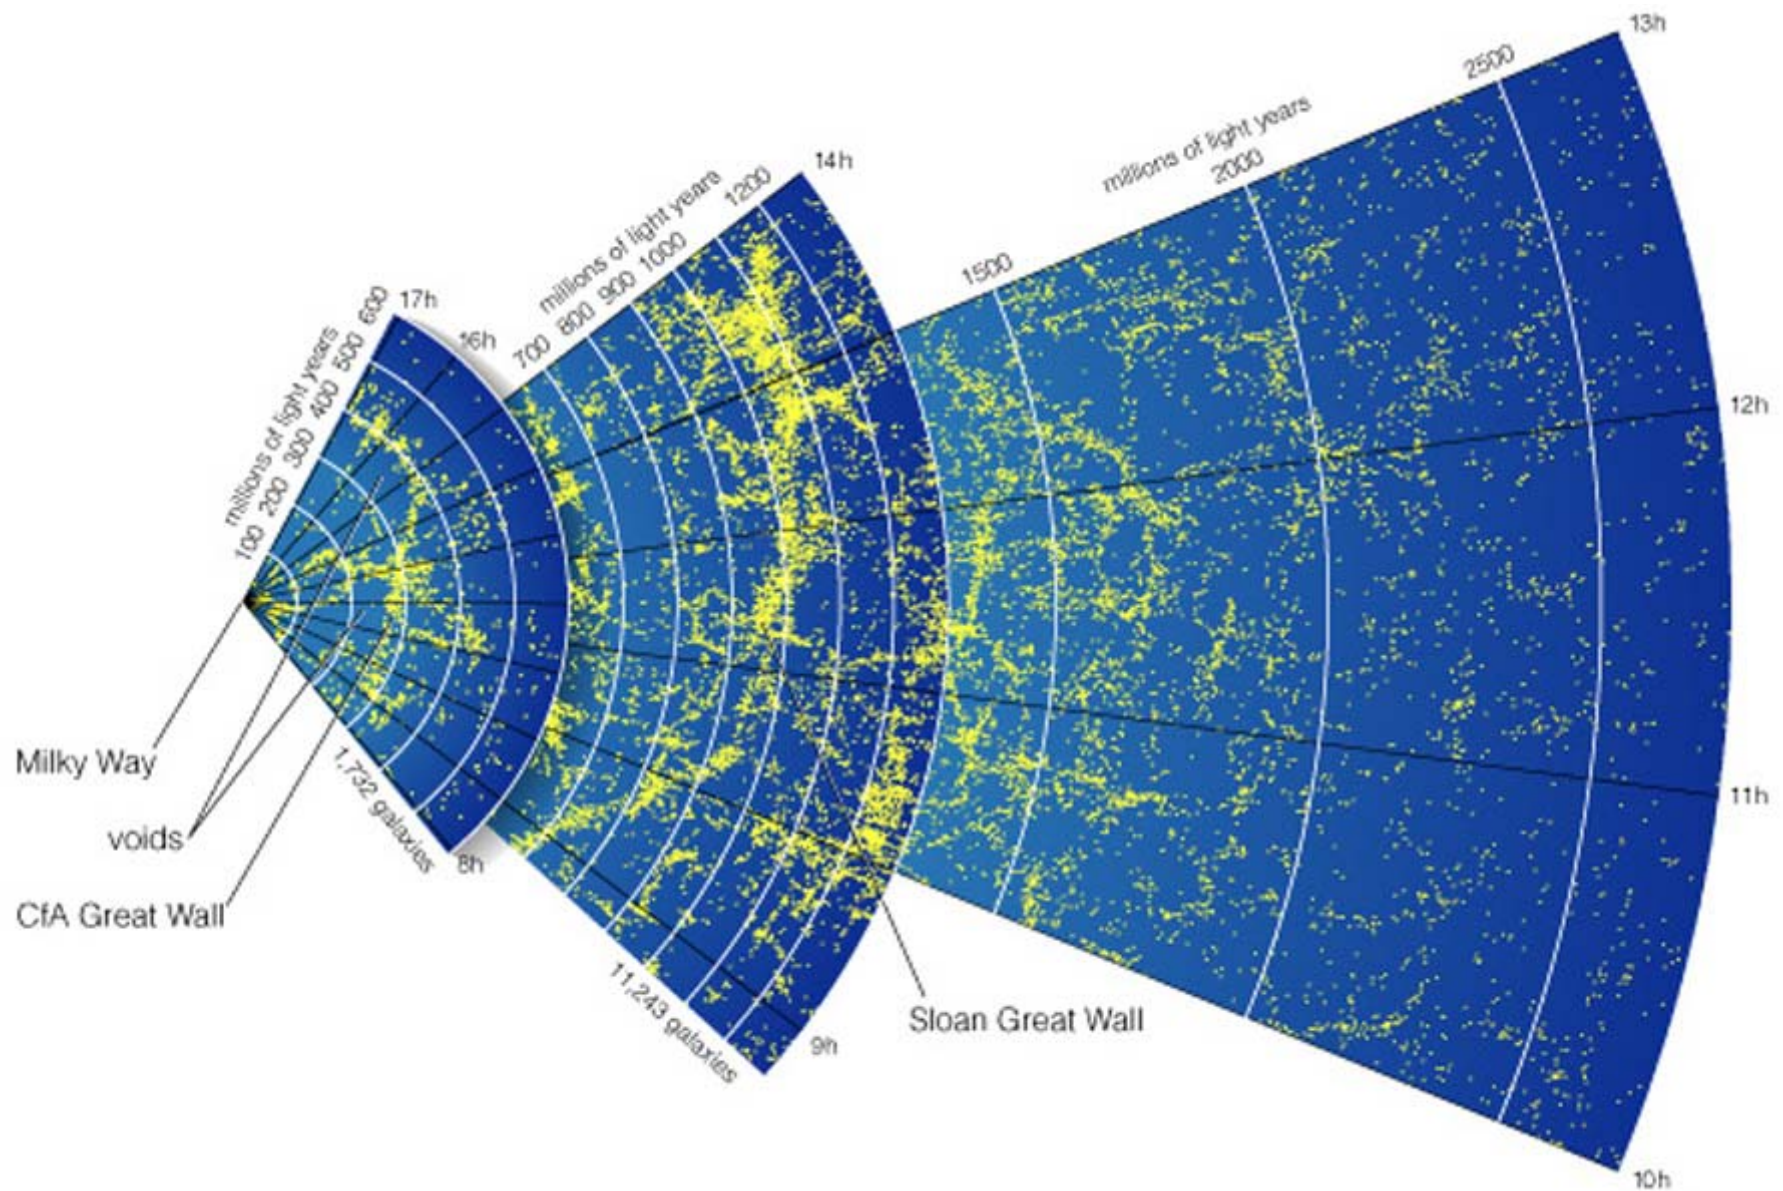 13h
2500
millions of light years
2000
14h
1200
millions of light years
1000
900
800
700
1500
17h
16h
600
500
400
300
200
100
millions of light years
12h
Milky Way
voids
CfA Great Wall
1,732 galaxies
8h
11h
11,243 galaxies
9h
Sloan Great Wall
10h